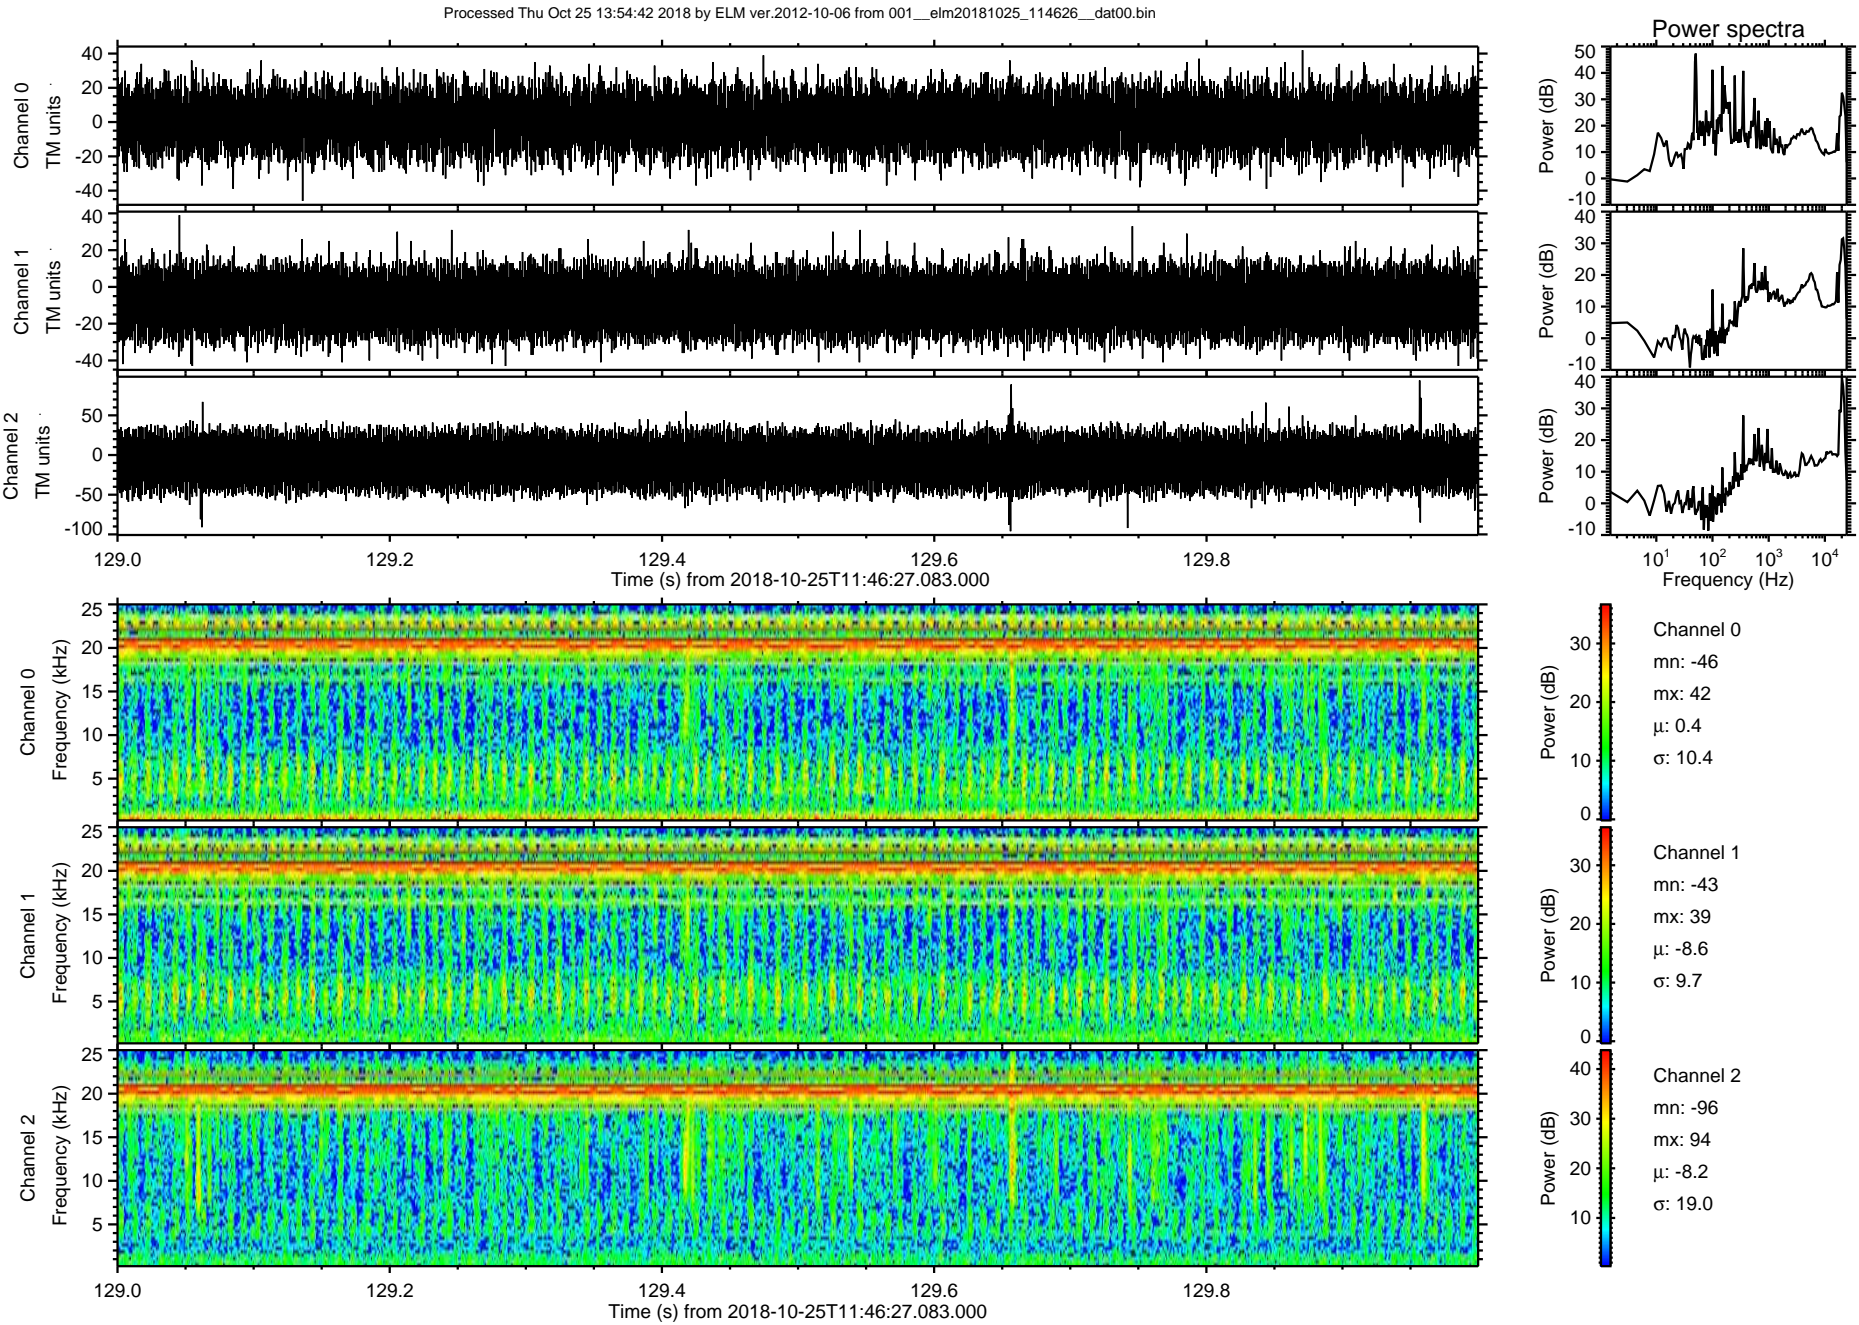 Processed Thu Oct 25 13:54:42 2018 by ELM ver.2012-10-06 from 001__elm20181025_114626__dat00.bin
Power spectra
Channel 0
TM units
40
20
0
-20
-40
Power (dB)
50
40
30
20
10
0
-10
Channel 1
TM units
40
20
0
-20
-40
Power (dB)
40
30
20
10
0
-10
Channel 2
TM units
50
0
-50
-100
Power (dB)
40
30
20
10
0
-10
129.0 129.2 129.4 129.6 129.8
Time (s) from 2018-10-25T11:46:27.083.000
10¹ 10² 10³ 10⁴
Frequency (Hz)
Channel 0
Frequency (kHz)
25
20
15
10
5
Power (dB)
30
20
10
0
Channel 0
mn: -46
mx: 42
μ: 0.4
σ: 10.4
Channel 1
Frequency (kHz)
25
20
15
10
5
Power (dB)
30
20
10
0
Channel 1
mn: -43
mx: 39
μ: -8.6
σ: 9.7
Channel 2
Frequency (kHz)
25
20
15
10
5
Power (dB)
40
30
20
10
Channel 2
mn: -96
mx: 94
μ: -8.2
σ: 19.0
129.0 129.2 129.4 129.6 129.8
Time (s) from 2018-10-25T11:46:27.083.000